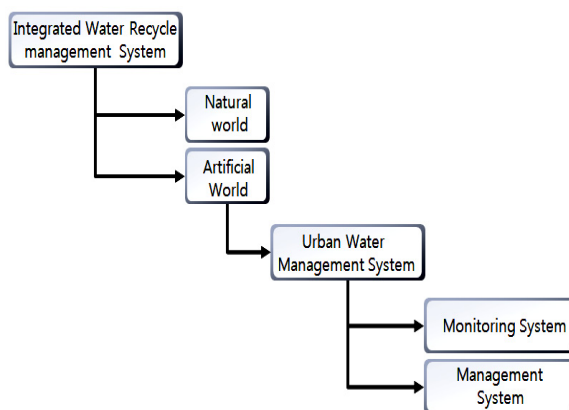 Integrated Water Recycle
management System
Natural
world
Artificial
World
Urban Water
Management System
Monitoring System
Management
System